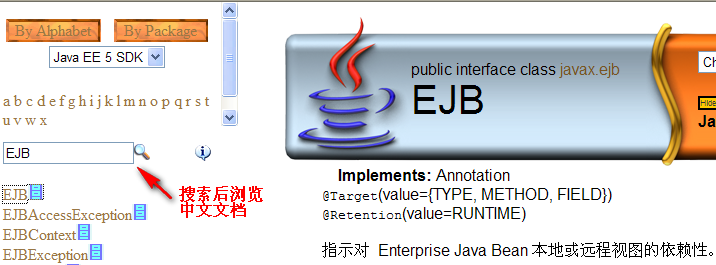 By Alphabet By Package
Java EE 5 SDK
a b c d e f g h i j k l m n o p q r s t
u v w x
EJB
搜索后浏览
中文文档
EJB
EJBAccessException
EJBContext
EJBException
public interface class javax.ejb
EJB
Ch
Hide
Ja
Implements: Annotation
@Target(value={TYPE, METHOD, FIELD})
@Retention(value=RUNTIME)
指示对 Enterprise Java Bean 本地或远程视图的依赖性。